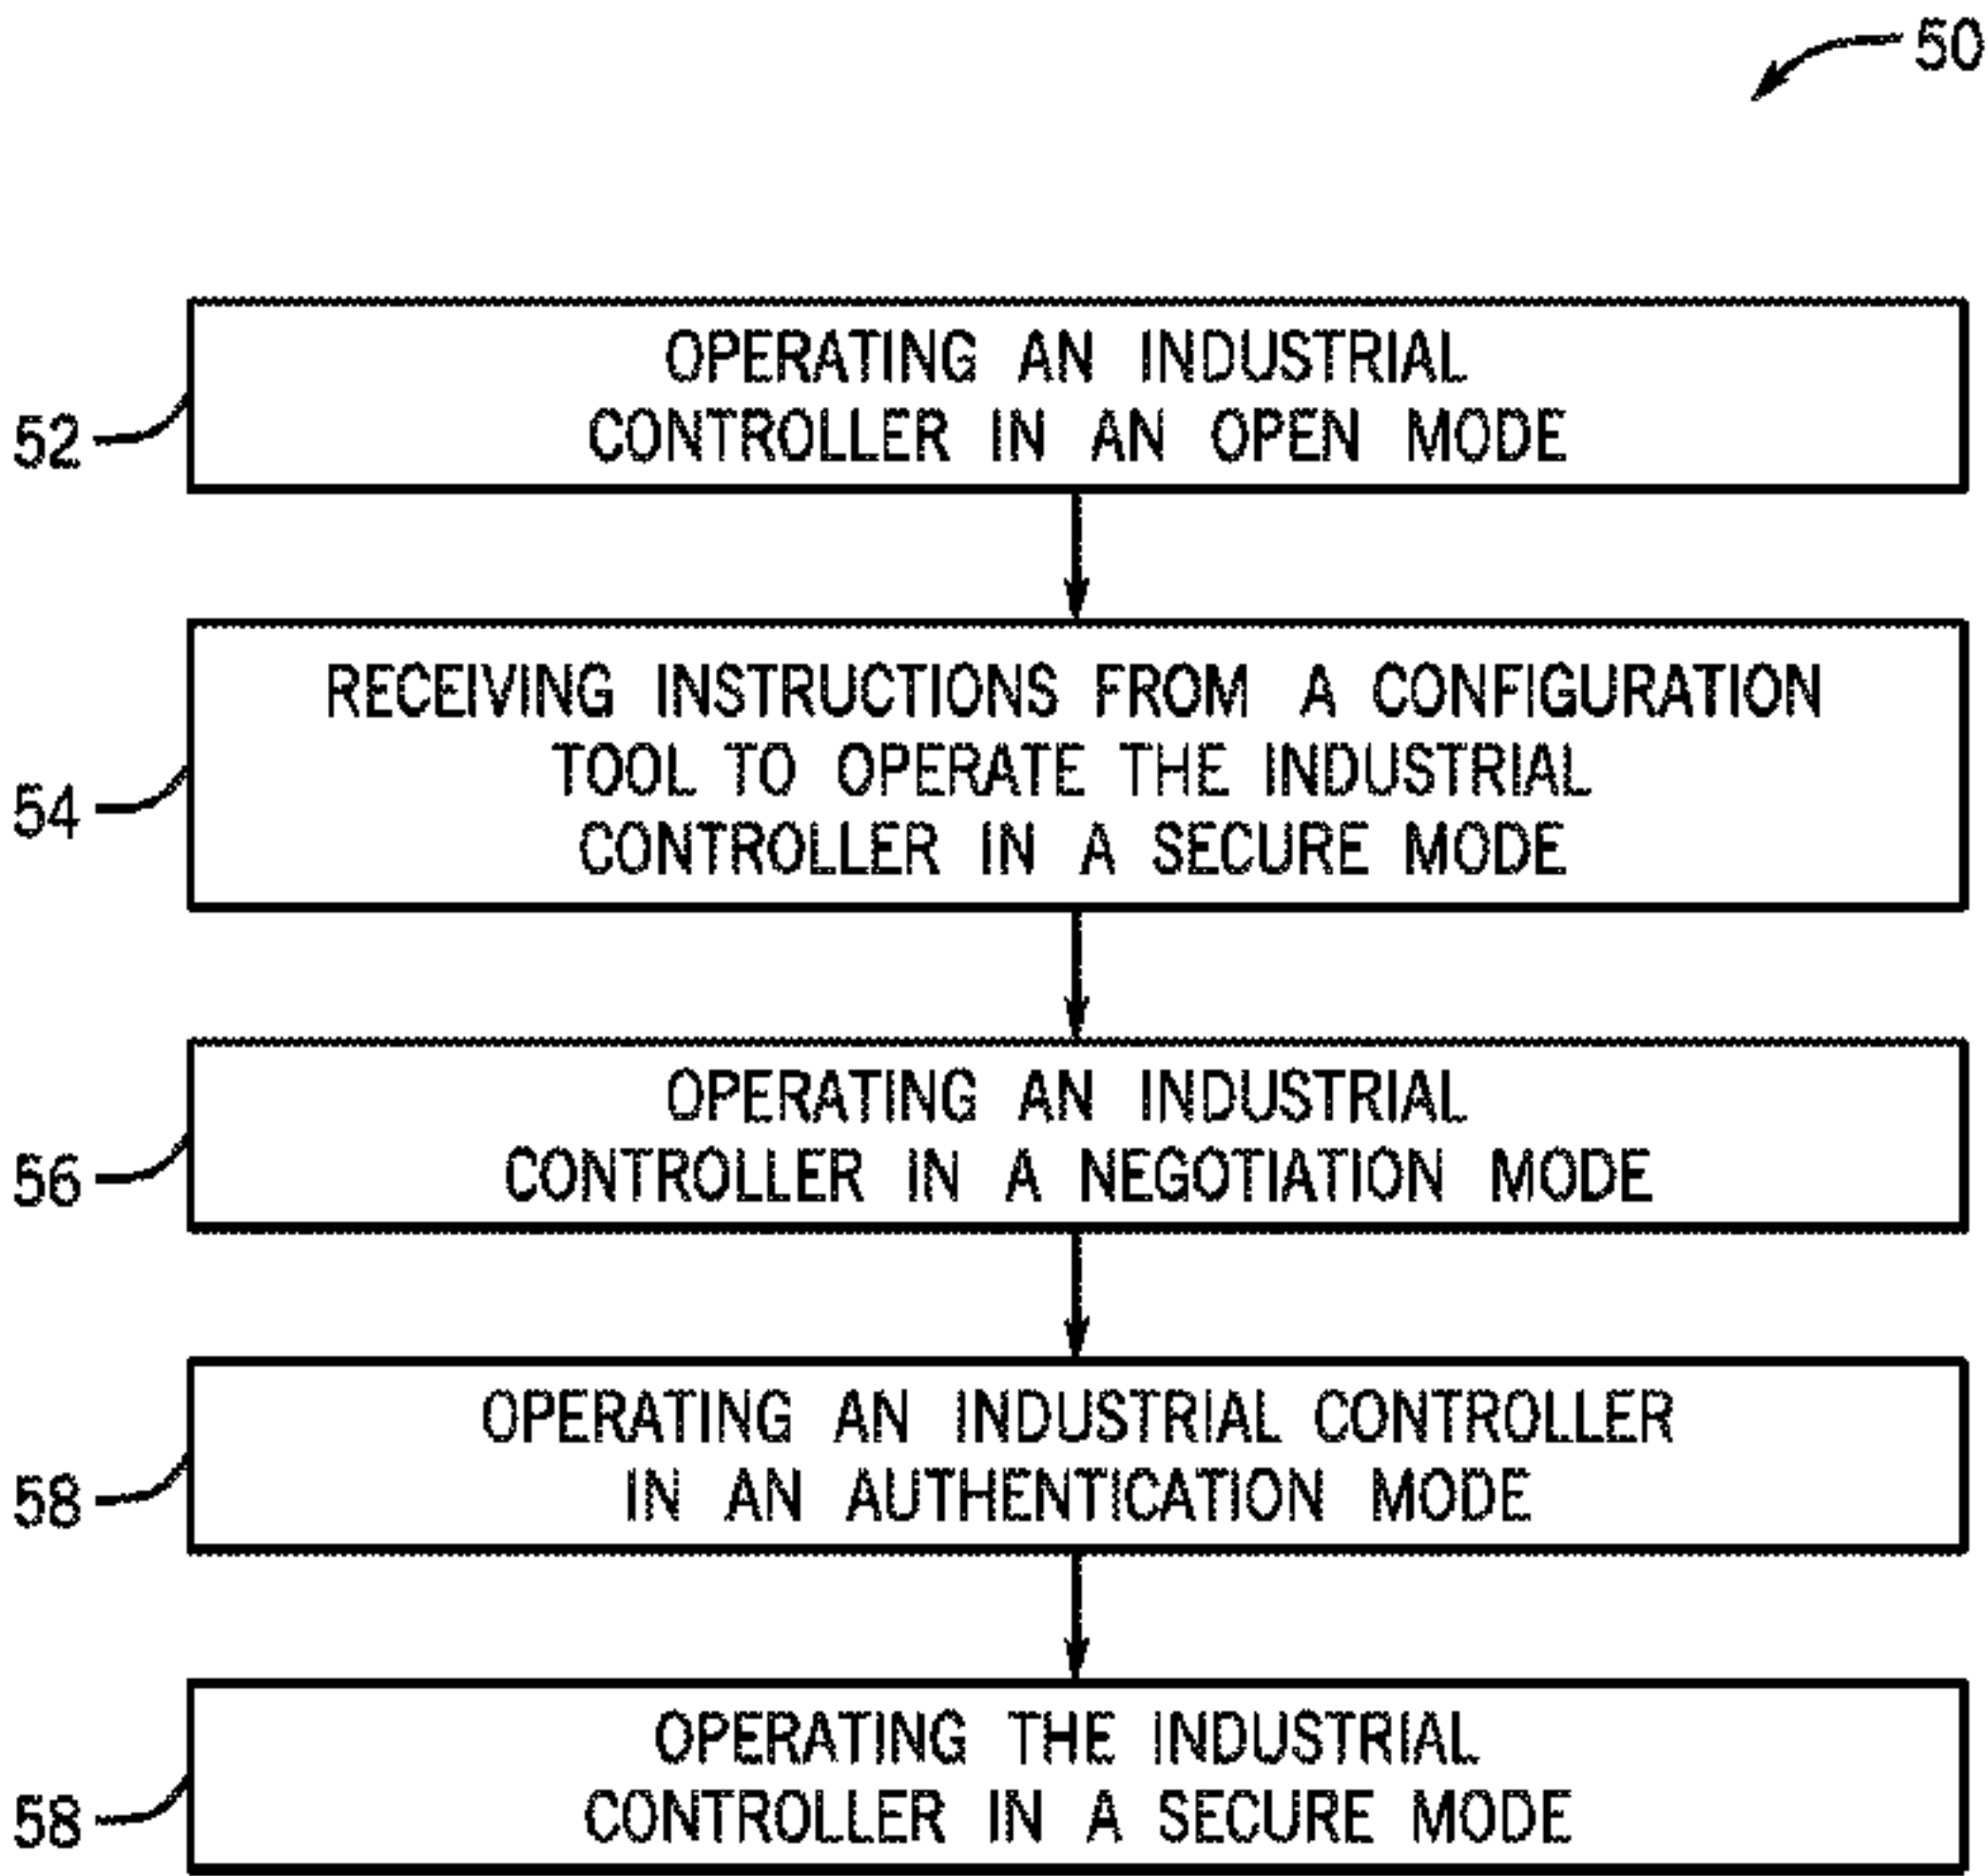 50
OPERATING AN INDUSTRIAL
CONTROLLER IN AN OPEN MODE
52
RECEIVING INSTRUCTIONS FROM A CONFIGURATION
TOOL TO OPERATE THE INDUSTRIAL
CONTROLLER IN A SECURE MODE
54
OPERATING AN INDUSTRIAL
CONTROLLER IN A NEGOTIATION MODE
56
OPERATING AN INDUSTRIAL CONTROLLER
IN AN AUTHENTICATION MODE
58
OPERATING THE INDUSTRIAL
CONTROLLER IN A SECURE MODE
58